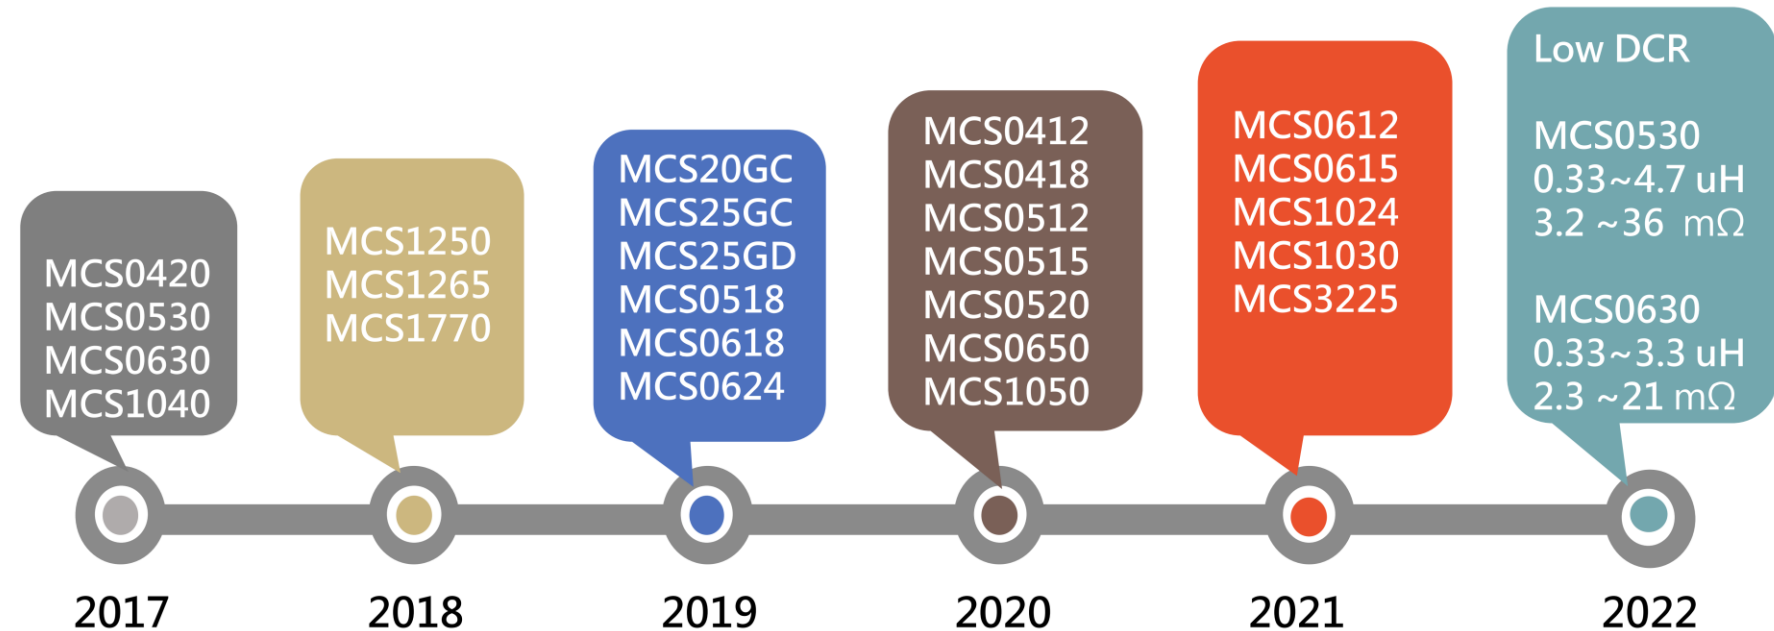 MCS0420
MCS0530
MCS0630
MCS1040
2017
MCS1250
MCS1265
MCS1770
2018
MCS20GC
MCS25GC
MCS25GD
MCS0518
MCS0618
MCS0624
2019
MCS0412
MCS0418
MCS0512
MCS0515
MCS0520
MCS0650
MCS1050
2020
MCS0612
MCS0615
MCS1024
MCS1030
MCS3225
2021
Low DCR
MCS0530
0.33~4.7 uH
3.2 ~36 mΩ
MCS0630
0.33~3.3 uH
2.3 ~21 mΩ
2022